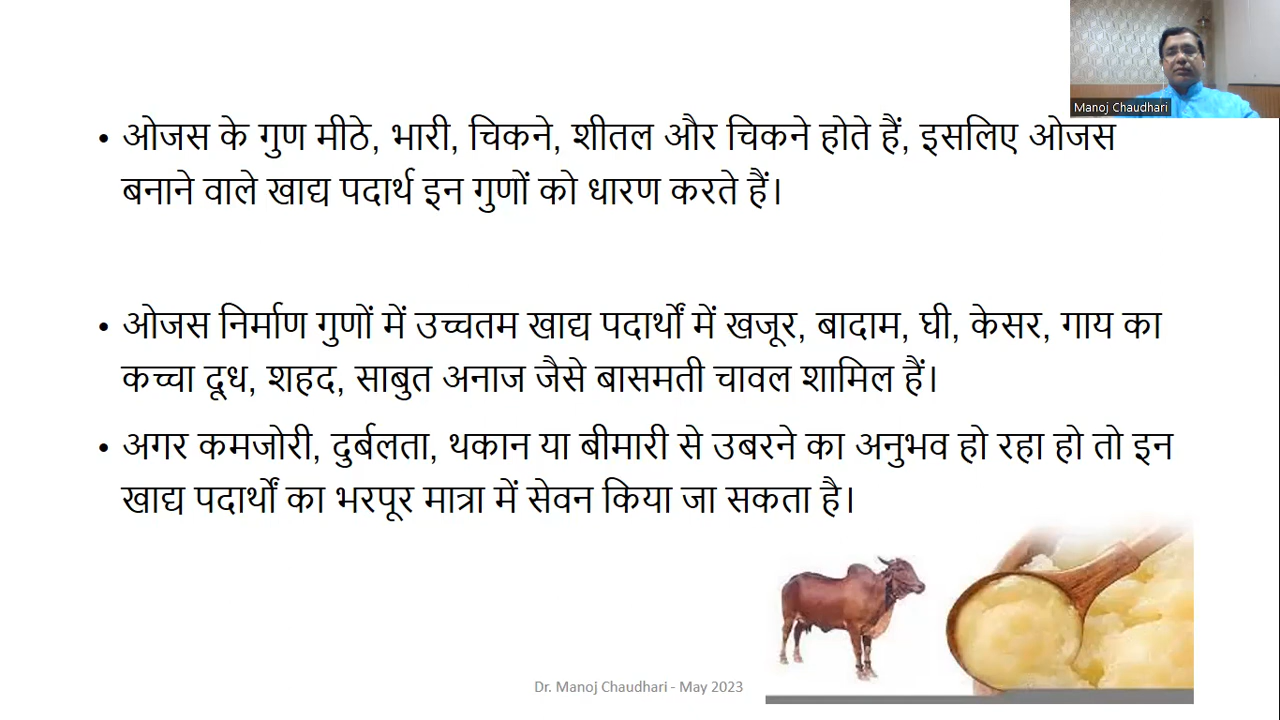 Manoj Chaudhari
• ओजस के गुण मीठे, भारी, चिकने, शीतल और चिकने होते हैं, इसलिए ओजस
बनाने वाले खाद्य पदार्थ इन गुणों को धारण करते हैं।
• ओजस निर्माण गुणों में उच्चतम खाद्य पदार्थों में खजूर, बादाम, घी, केसर, गाय का
कच्चा दूध, शहद, साबुत अनाज जैसे बासमती चावल शामिल हैं।
• अगर कमजोरी, दुर्बलता, थकान या बीमारी से उबरने का अनुभव हो रहा हो तो इन
खाद्य पदार्थों का भरपूर मात्रा में सेवन किया जा सकता है।
Dr. Manoj Chaudhari - May 2023